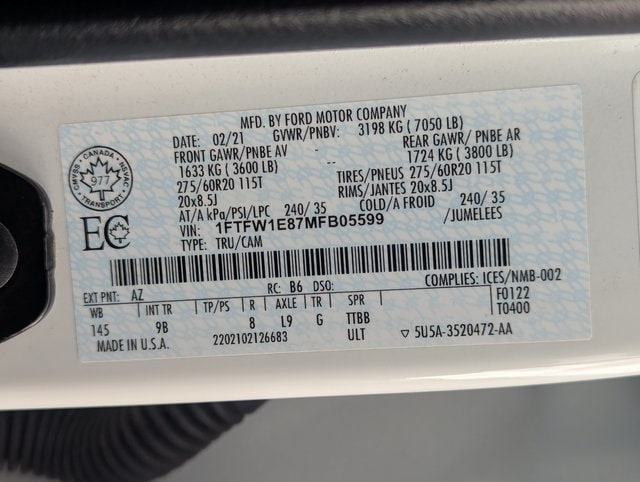 MFD. BY FORD MOTOR COMPANY
DATE: 02/21 GVWR/PNBV: 3198 KG (7050 LB)
FRONT GAWR/PNBE AV -- REAR GAWR/ PNBE AR
1633 KG (3600 LB) 1724 KG (3800 LB)
275/60R20 115T TIRES/PNEUS 275/60R20 115T
20x8.5J RIMS/JANTES 20x8.5J
AT/A kPa/PSI/LPC 240/ 35 COLD/A FROID 240/ 35
VIN: 1FTFW1E87MFB05599 /JUMELEES
TYPE: TRU/CAM
CANADA
977
TRANSPORT
EC
EXT PNT: AZ RC: B6 DSO: COMPLIES: ICES/NMB-002
WB INT TR TP/PS R AXLE TR SPR F0122
145 9B 8 L9 G TTBB T0400
MADE IN U.S.A. 2202102126683 ULT ▽ 5U5A-3520472-AA